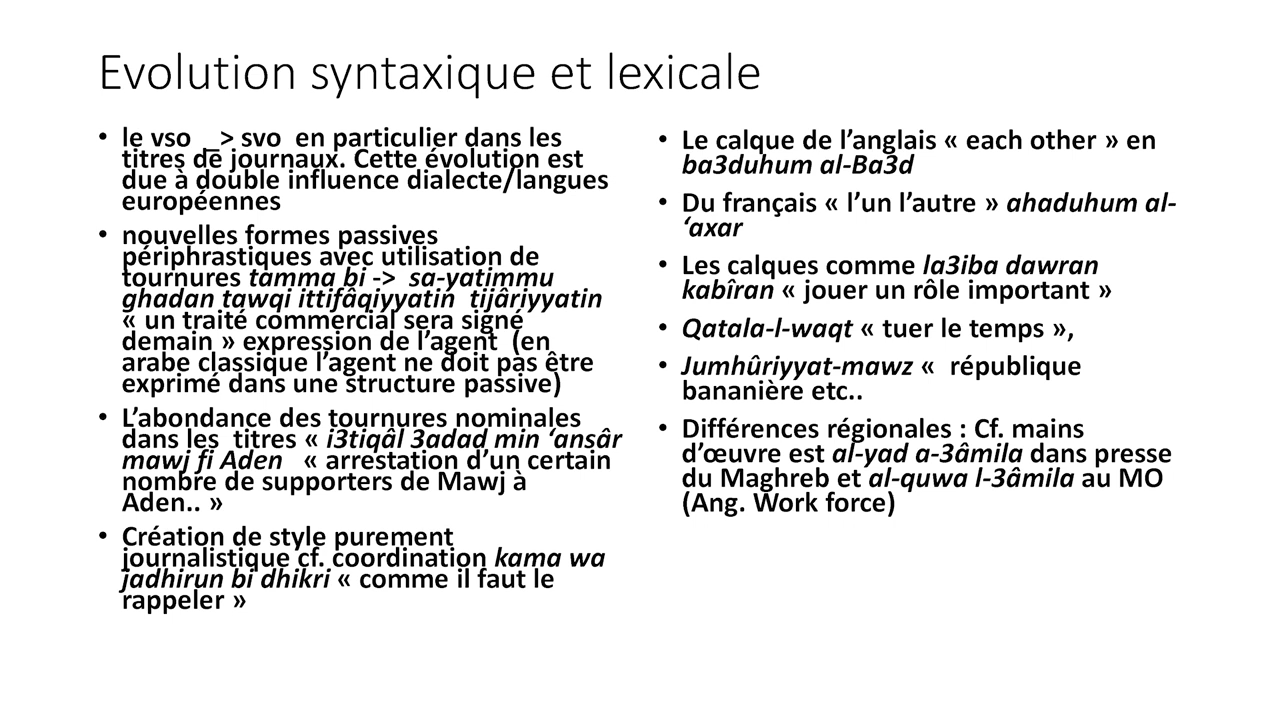 Evolution syntaxique et lexicale
• le vso _> svo en particulier dans les
titres de journaux. Cette évolution est
due à double influence dialecte/langues
européennes
• nouvelles formes passives
périphrastiques avec utilisation de
tournures tamma bi -> sa-yatimmu
ghadan tawqi ittifâqiyyatin tijâriyyatin
« un traité commercial sera signé
demain » expression de l’agent (en
arabe classique l’agent ne doit pas être
exprimé dans une structure passive)
• L’abondance des tournures nominales
dans les titres « i3tiqâl 3adad min ‘ansâr
mawj fi Aden « arrestation d’un certain
nombre de supporters de Mawj à
Aden.. »
• Création de style purement
journalistique cf. coordination kama wa
jadhirun bi dhikri « comme il faut le
rappeler »
• Le calque de l’anglais « each other » en
ba3duhum al-Ba3d
• Du français « l’un l’autre » ahaduhum al-
‘axar
• Les calques comme la3iba dawran
kabîran « jouer un rôle important »
• Qatala-l-waqt « tuer le temps »,
• Jumhûriyyat-mawz « république
bananière etc..
• Différences régionales : Cf. mains
d’œuvre est al-yad a-3âmila dans presse
du Maghreb et al-quwa l-3âmila au MO
(Ang. Work force)